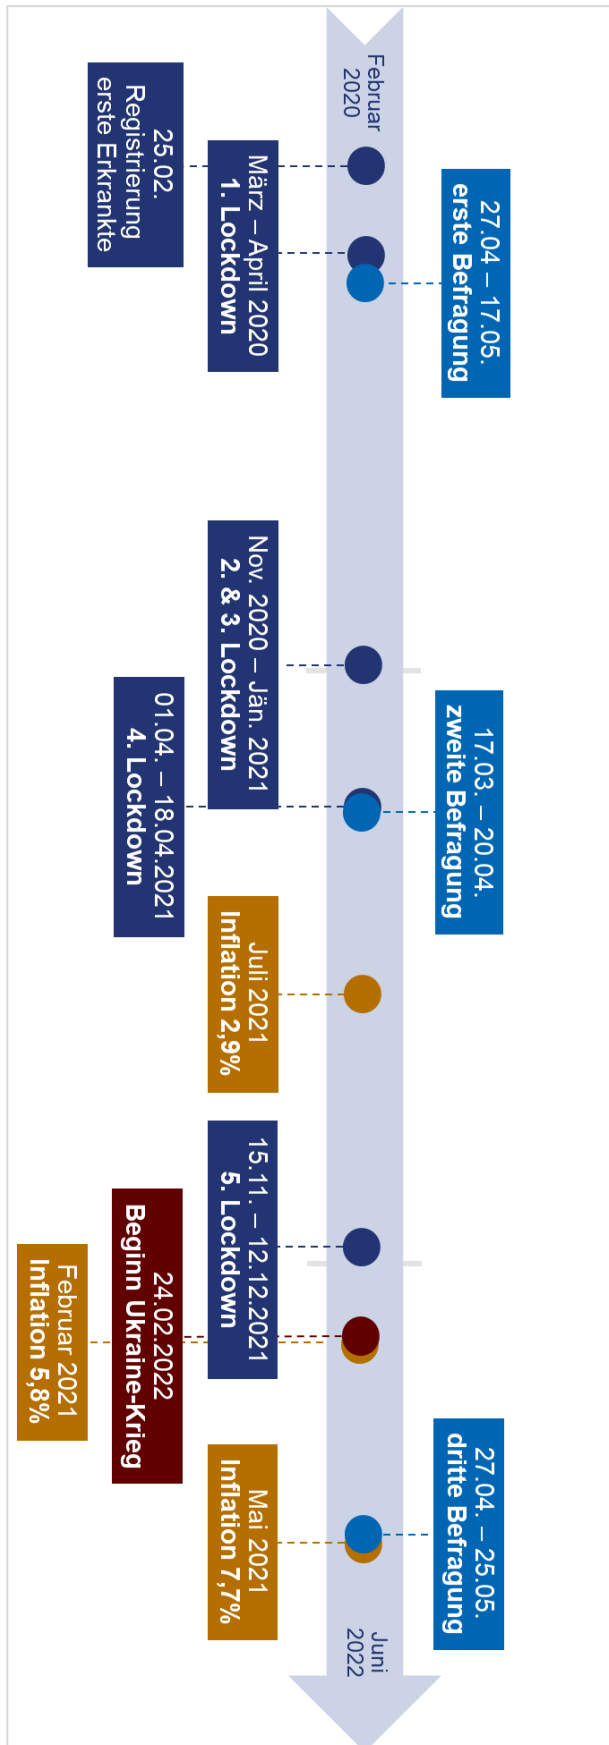 Februar
2020
27.04 – 17.05.
erste Befragung
25.02.
Registrierung
erste Erkrankte
März – April 2020
1. Lockdown
Nov. 2020 – Jän. 2021
2. & 3. Lockdown
17.03. – 20.04.
zweite Befragung
01.04. – 18.04.2021
4. Lockdown
Juli 2021
Inflation 2,9%
15.11. – 12.12.2021
5. Lockdown
24.02.2022
Beginn Ukraine-Krieg
Februar 2021
Inflation 5,8%
27.04. – 25.05.
dritte Befragung
Mai 2021
Inflation 7,7%
Juni
2022